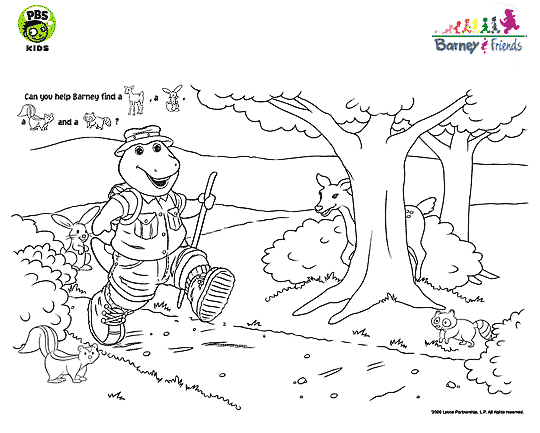 PBS
KIDS
Barney & Friends
Can you help Barney find a , a ,
a and a ?
©2000 Lyons Partnership, L.P. All rights reserved.